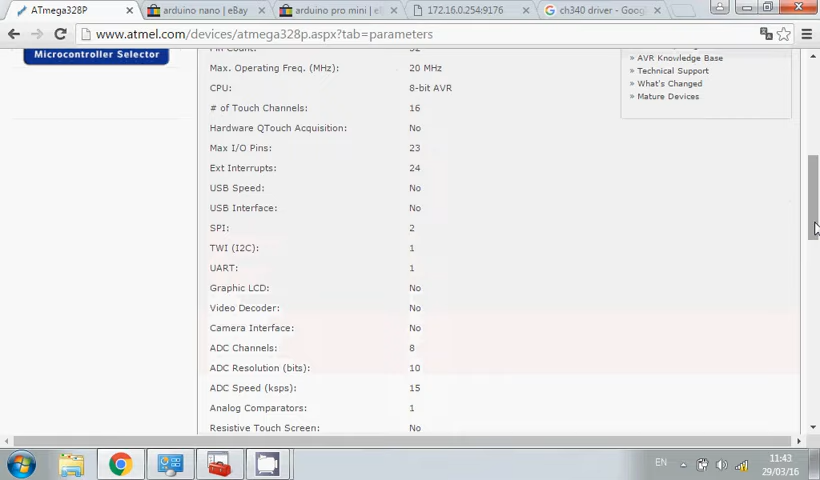 ATmega328P
arduino nano | eBay
arduino pro mini | e
172.16.0.254:9176
ch340 driver - Goog
www.atmel.com/devices/atmega328p.aspx?tab=parameters
Microcontroller Selector
Pin Count: 32
» AVR Knowledge Base
Max. Operating Freq. (MHz): 20 MHz
» Technical Support
CPU: 8-bit AVR
» What's Changed
» Mature Devices
# of Touch Channels: 16
Hardware QTouch Acquisition: No
Max I/O Pins: 23
Ext Interrupts: 24
USB Speed: No
USB Interface: No
SPI: 2
TWI (I2C): 1
UART: 1
Graphic LCD: No
Video Decoder: No
Camera Interface: No
ADC Channels: 8
ADC Resolution (bits): 10
ADC Speed (ksps): 15
Analog Comparators: 1
Resistive Touch Screen: No
EN
11:43
29/03/16